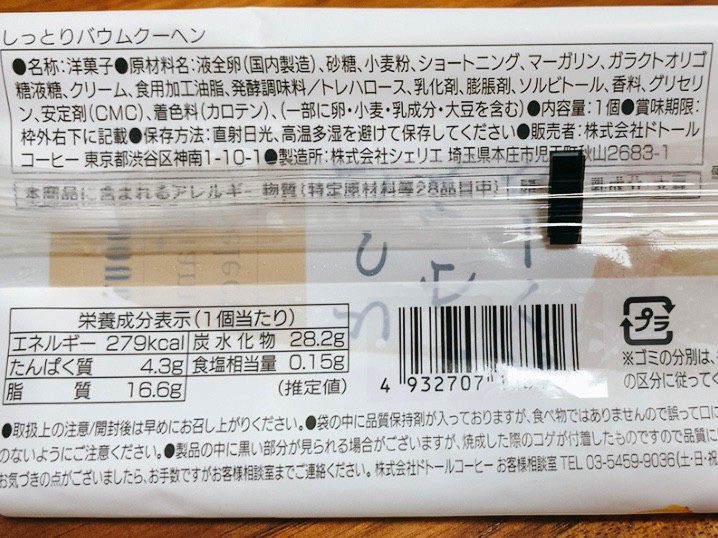 しっとりバウムクーヘン
●名称:洋菓子●原材料名:液全卵(国内製造)、砂糖、小麦粉、ショートニング、マーガリン、ガラクトオリゴ
糖液糖、クリーム、食用加工油脂、発酵調味料/トレハロース、乳化剤、膨脹剤、ソルビトール、香料、グリセリ
ン、安定剤(CMC)、着色料(カロテン)、(一部に卵・小麦・乳成分・大豆を含む)●内容量:1個●賞味期限:
枠外右下に記載●保存方法:直射日光、高温多湿を避けて保存してください●販売者:株式会社ドトール
コーヒー 東京都渋谷区神南1-10-1●製造所:株式会社シェリエ 埼玉県本庄市児玉町秋山2683-1
本商品に含まれるアレルギー物質(特定原材料等28品目中)
栄養成分表示(1個当たり)
エネルギー 279kcal 炭水化物 28.2g
たんぱく質 4.3g 食塩相当量 0.15g
脂質 16.6g (推定値)
4 932707
プラ
※ゴミの分別は、
の区分に従ってく
●取扱上の注意/開封後は早めにお召し上がりください。●袋の中に品質保持剤が入っておりますが、食べ物ではありませんので誤って口に
のないようにご注意ください。●製品の中に黒い部分が見られる場合がございますが、焼成した際のコゲが付着したものですので品質に
お気づきの点がございましたら、お手数ですがお客様相談室までご連絡ください。株式会社ドトールコーヒー お客様相談室 TEL 03-5459-9036(土・日・祝